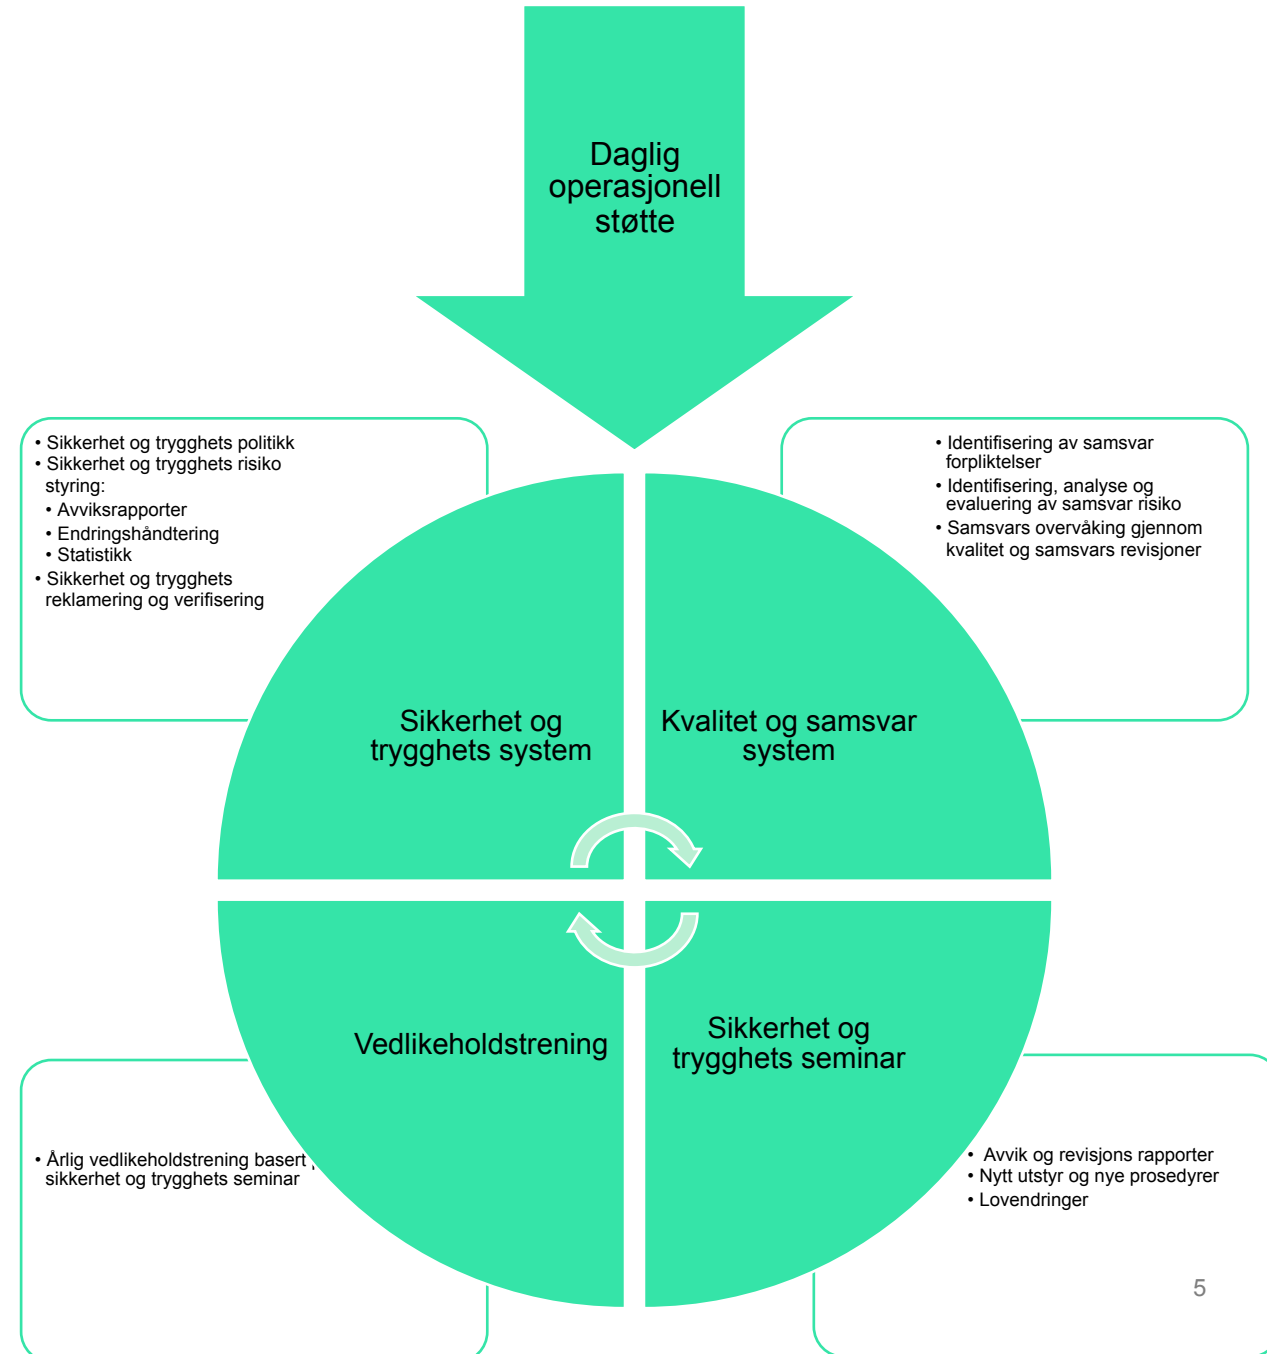 Daglig
operasjonell
støtte
• Sikkerhet og trygghets politikk
• Sikkerhet og trygghets risiko
styring:
• Avviksrapporter
• Endringshåndtering
• Statistikk
• Sikkerhet og trygghets
reklamering og verifisering
• Identifisering av samsvar
forpliktelser
• Identifisering, analyse og
evaluering av samsvar risiko
• Samsvars overvåking gjennom
kvalitet og samsvars revisjoner
Sikkerhet og
trygghets system
Kvalitet og samsvar
system
Vedlikeholdstrening
Sikkerhet og
trygghets seminar
• Årlig vedlikeholdstrening basert
sikkerhet og trygghets seminar
• Avvik og revisjons rapporter
• Nytt utstyr og nye prosedyrer
• Lovendringer
5